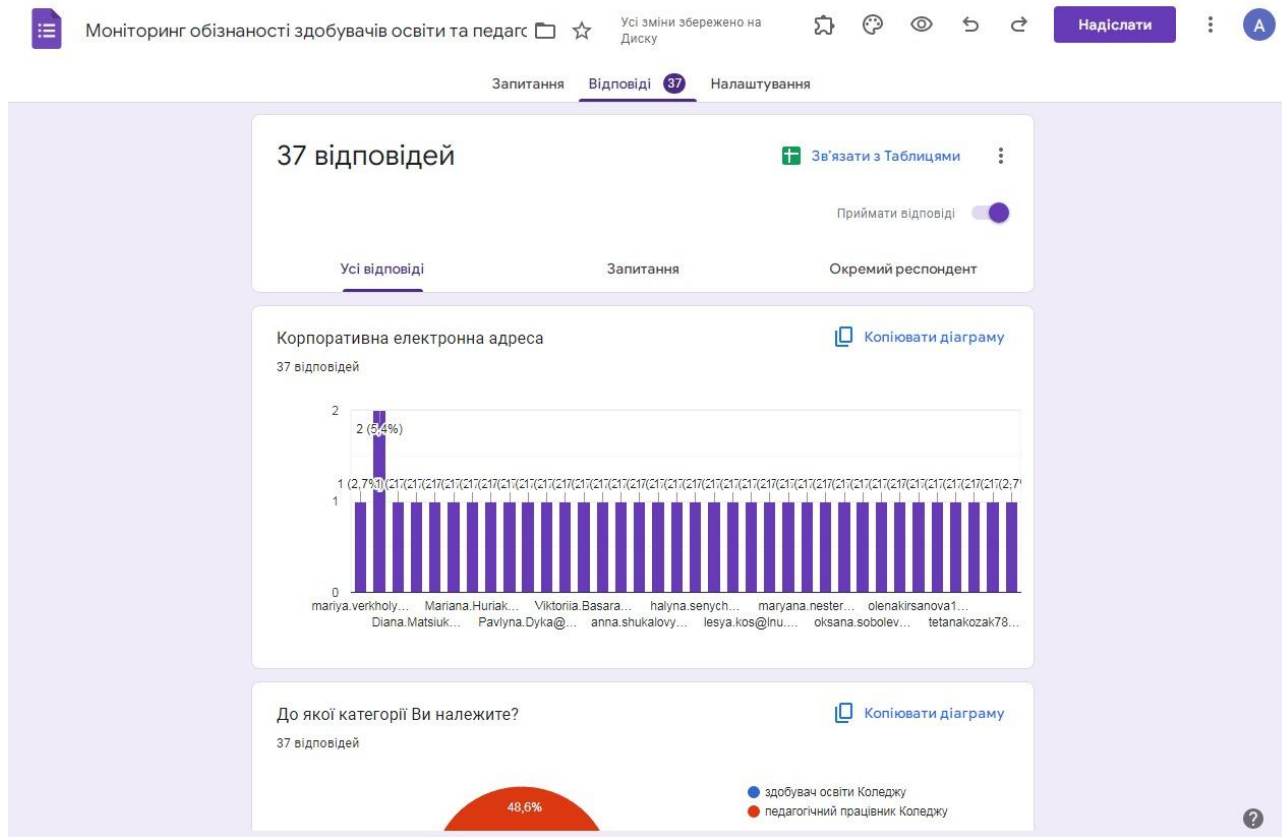 Моніторинг обізнаності здобувачів освіти та педаго
Усі зміни збережено на
Диску
Надіслати
A
Запитання Відповіді 37 Налаштування
37 відповідей
Зв'язати з Таблицями
Приймати відповіді
Усі відповіді Запитання Окремий респондент
Корпоративна електронна адреса
Копіювати діаграму
37 відповідей
2
2 (5,4%)
1 (2,7%)
1
0
mariya.verkholy... Mariana.Huriak... Viktoriia.Basara... halyna.senych... maryana.nester... olenakirsanova1...
Diana.Matsiuk... Pavlyna.Dyka@... anna.shukalovy... lesya.kos@lnu.... oksana.sobolev... tetanakozak78...
До якої категорії Ви належите?
Копіювати діаграму
37 відповідей
48,6%
здобувач освіти Коледжу
педагогічний працівник Коледжу